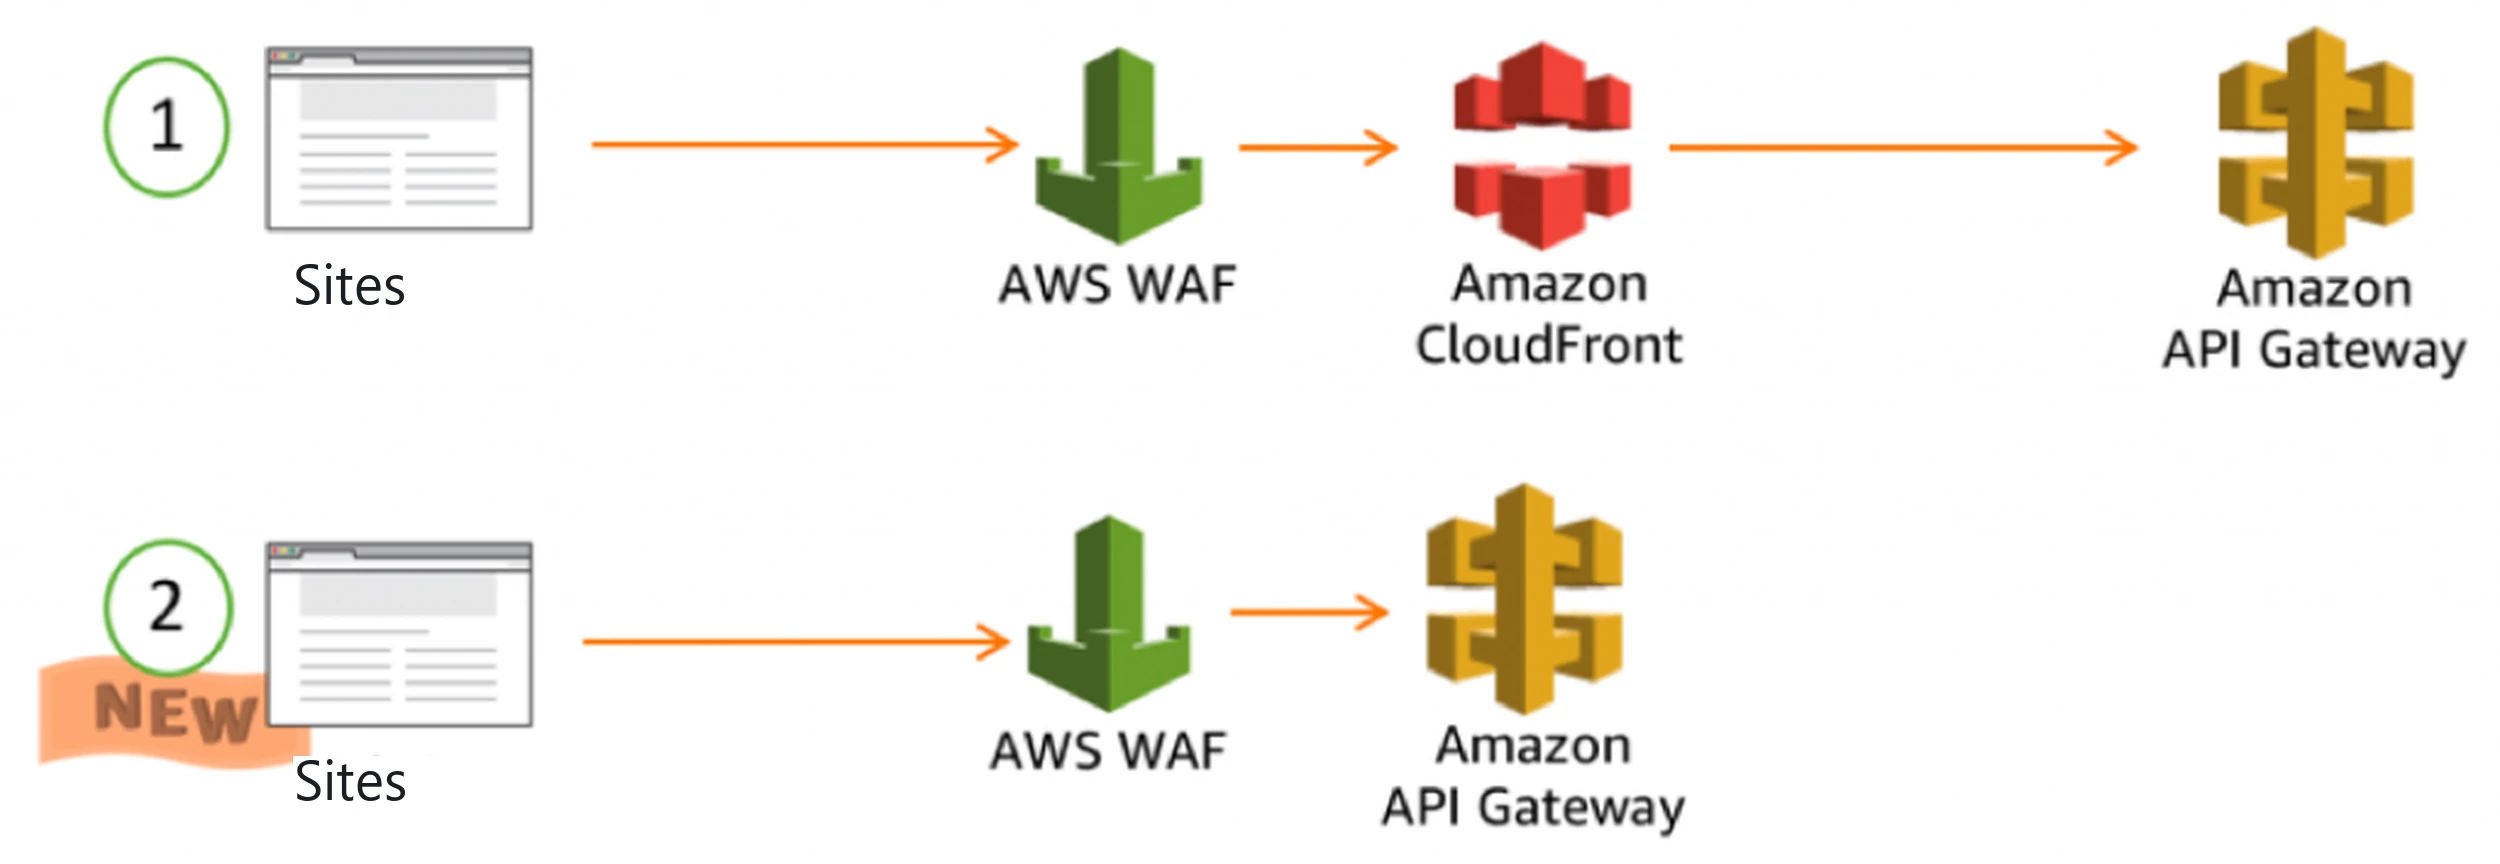 1
Sites
AWS WAF
Amazon
CloudFront
Amazon
API Gateway
2
NEW
Sites
AWS WAF
Amazon
API Gateway